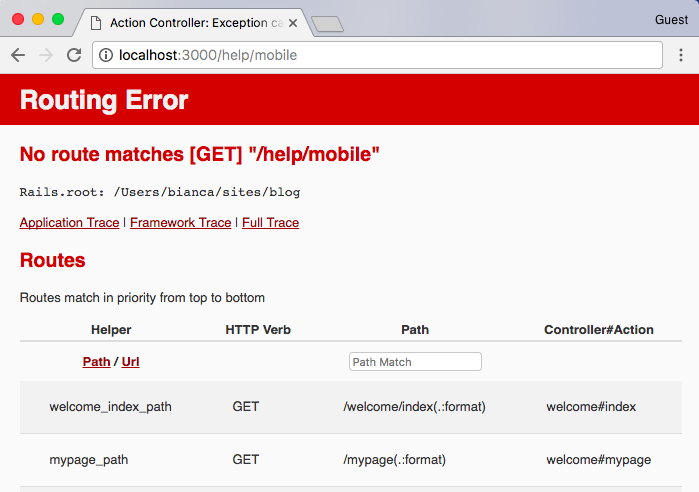 Action Controller: Exception ca
Guest
localhost:3000/help/mobile
Routing Error
No route matches [GET] "/help/mobile"
Rails.root: /Users/bianca/sites/blog
Application Trace | Framework Trace | Full Trace
Routes
Routes match in priority from top to bottom
Helper HTTP Verb Path Controller#Action
Path / Url Path Match
welcome_index_path GET /welcome/index(.:format) welcome#index
mypage_path GET /mypage(.:format) welcome#mypage